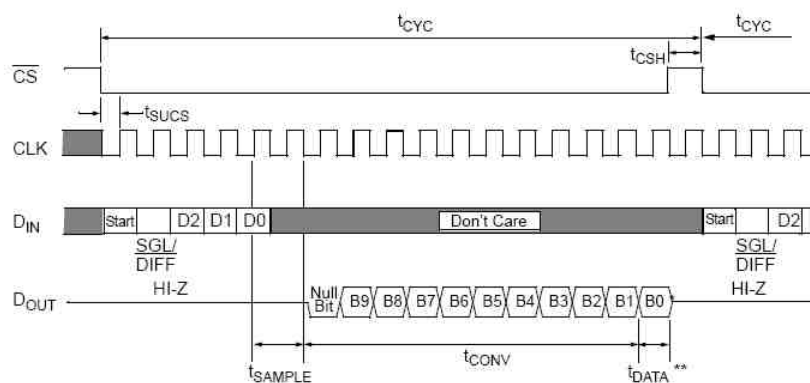 tCYC
tCYC
tCSH
CS
tSUCS
CLK
DIN
Start
D2
D1
D0
Don't Care
Start
D2
SGL/
DIFF
SGL/
DIFF
HI-Z
HI-Z
DOUT
Null
Bit
B9
B8
B7
B6
B5
B4
B3
B2
B1
B0
tSAMPLE
tCONV
tDATA **